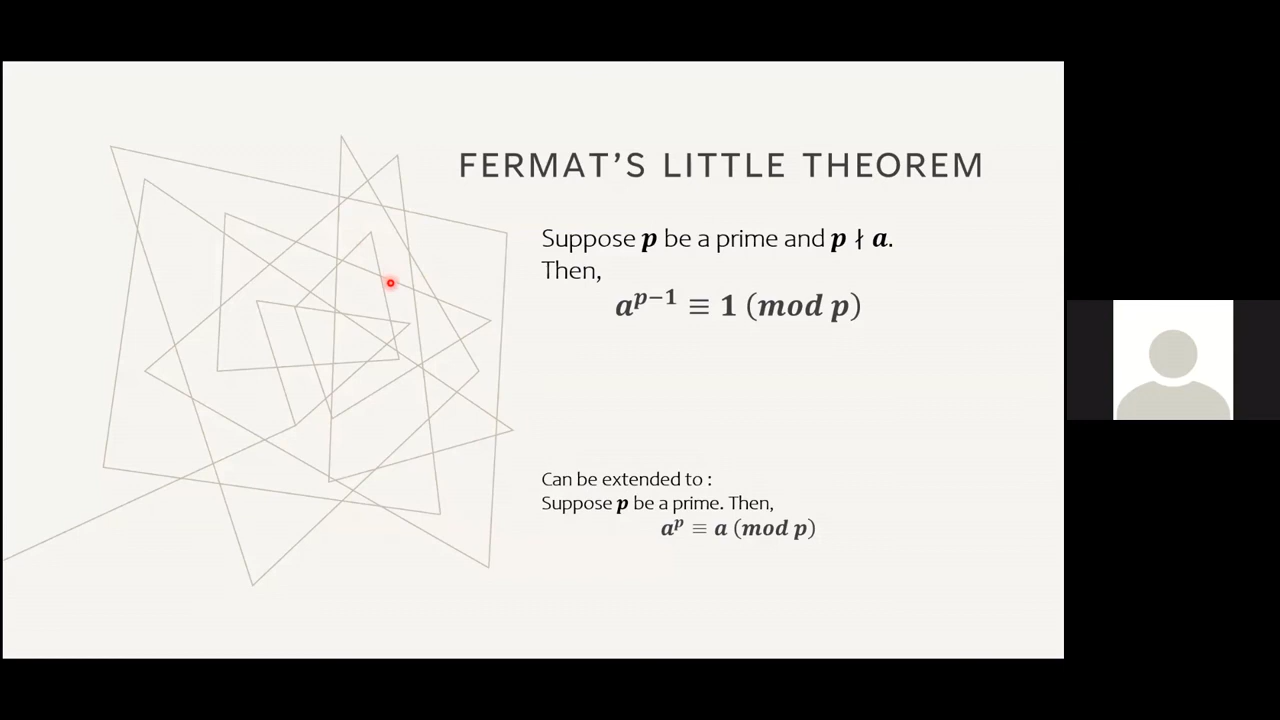 FERMAT'S LITTLE THEOREM
Suppose p be a prime and p ∤ a.
Then,
a^{p−1} ≡ 1 (mod p)
Can be extended to :
Suppose p be a prime. Then,
a^p ≡ a (mod p)